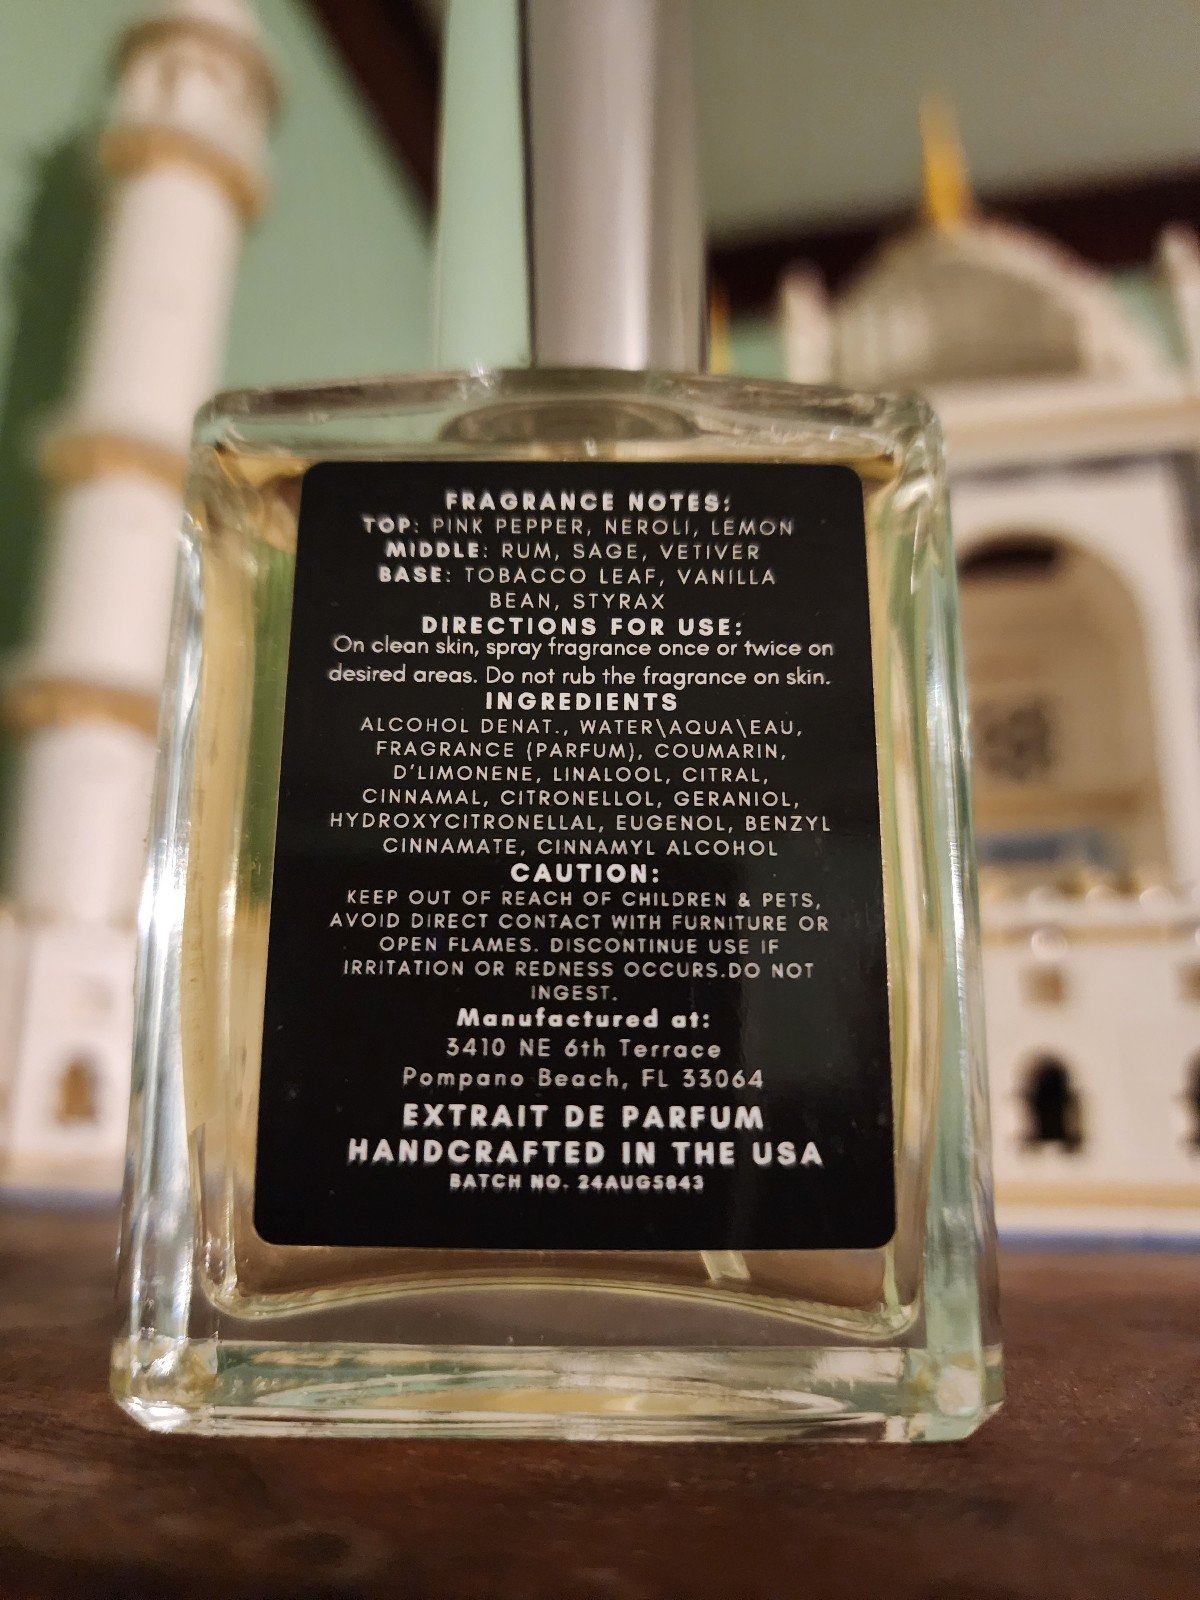 FRAGRANCE NOTES:
TOP: PINK PEPPER, NEROLI, LEMON
MIDDLE: RUM, SAGE, VETIVER
BASE: TOBACCO LEAF, VANILLA
BEAN, STYRAX
DIRECTIONS FOR USE:
On clean skin, spray fragrance once or twice on
desired areas. Do not rub the fragrance on skin.
INGREDIENTS
ALCOHOL DENAT., WATER\AQUA\EAU,
FRAGRANCE (PARFUM), COUMARIN,
D'LIMONENE, LINALOOL, CITRAL,
CINNAMAL, CITRONELLOL, GERANIOL,
HYDROXYCITRONELLAL, EUGENOL, BENZYL
CINNAMATE, CINNAMYL ALCOHOL
CAUTION:
KEEP OUT OF REACH OF CHILDREN & PETS,
AVOID DIRECT CONTACT WITH FURNITURE OR
OPEN FLAMES. DISCONTINUE USE IF
IRRITATION OR REDNESS OCCURS.DO NOT
INGEST.
Manufactured at:
3410 NE 6th Terrace
Pompano Beach, FL 33064
EXTRAIT DE PARFUM
HANDCRAFTED IN THE USA
BATCH NO. 24AUG5843